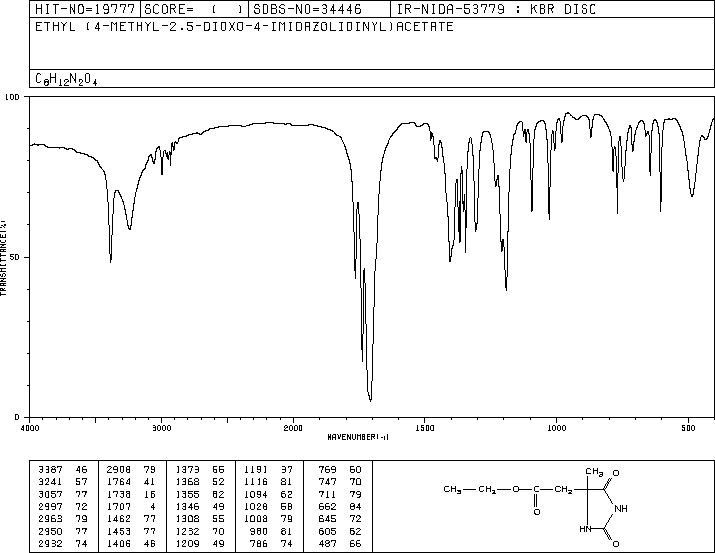 HIT-NO=19777 SCORE= ( ) SDBS-NO=34446 IR-NIDA-53779 : KBR DISC
ETHYL (4-METHYL-2,5-DIOXO-4-IMIDAZOLIDINYL)ACETATE
C8H12N2O4
100
50
0
TRANSMITTANCE(%)
4000 3000 2000 1500 1000 500
WAVENUMBER(-1)
3387 46 2908 79 1373 66 1191 37 769 60
3241 57 1764 41 1368 52 1116 81 747 70
3057 77 1738 16 1355 62 1094 62 711 79
2997 72 1707 4 1346 49 1028 58 662 84
2963 79 1462 77 1308 55 1008 79 645 72
2950 77 1453 77 1232 70 980 81 605 62
2932 74 1406 46 1209 49 786 74 487 66
CH3
O
CH3 CH2 O C CH2
O
NH
HN
O